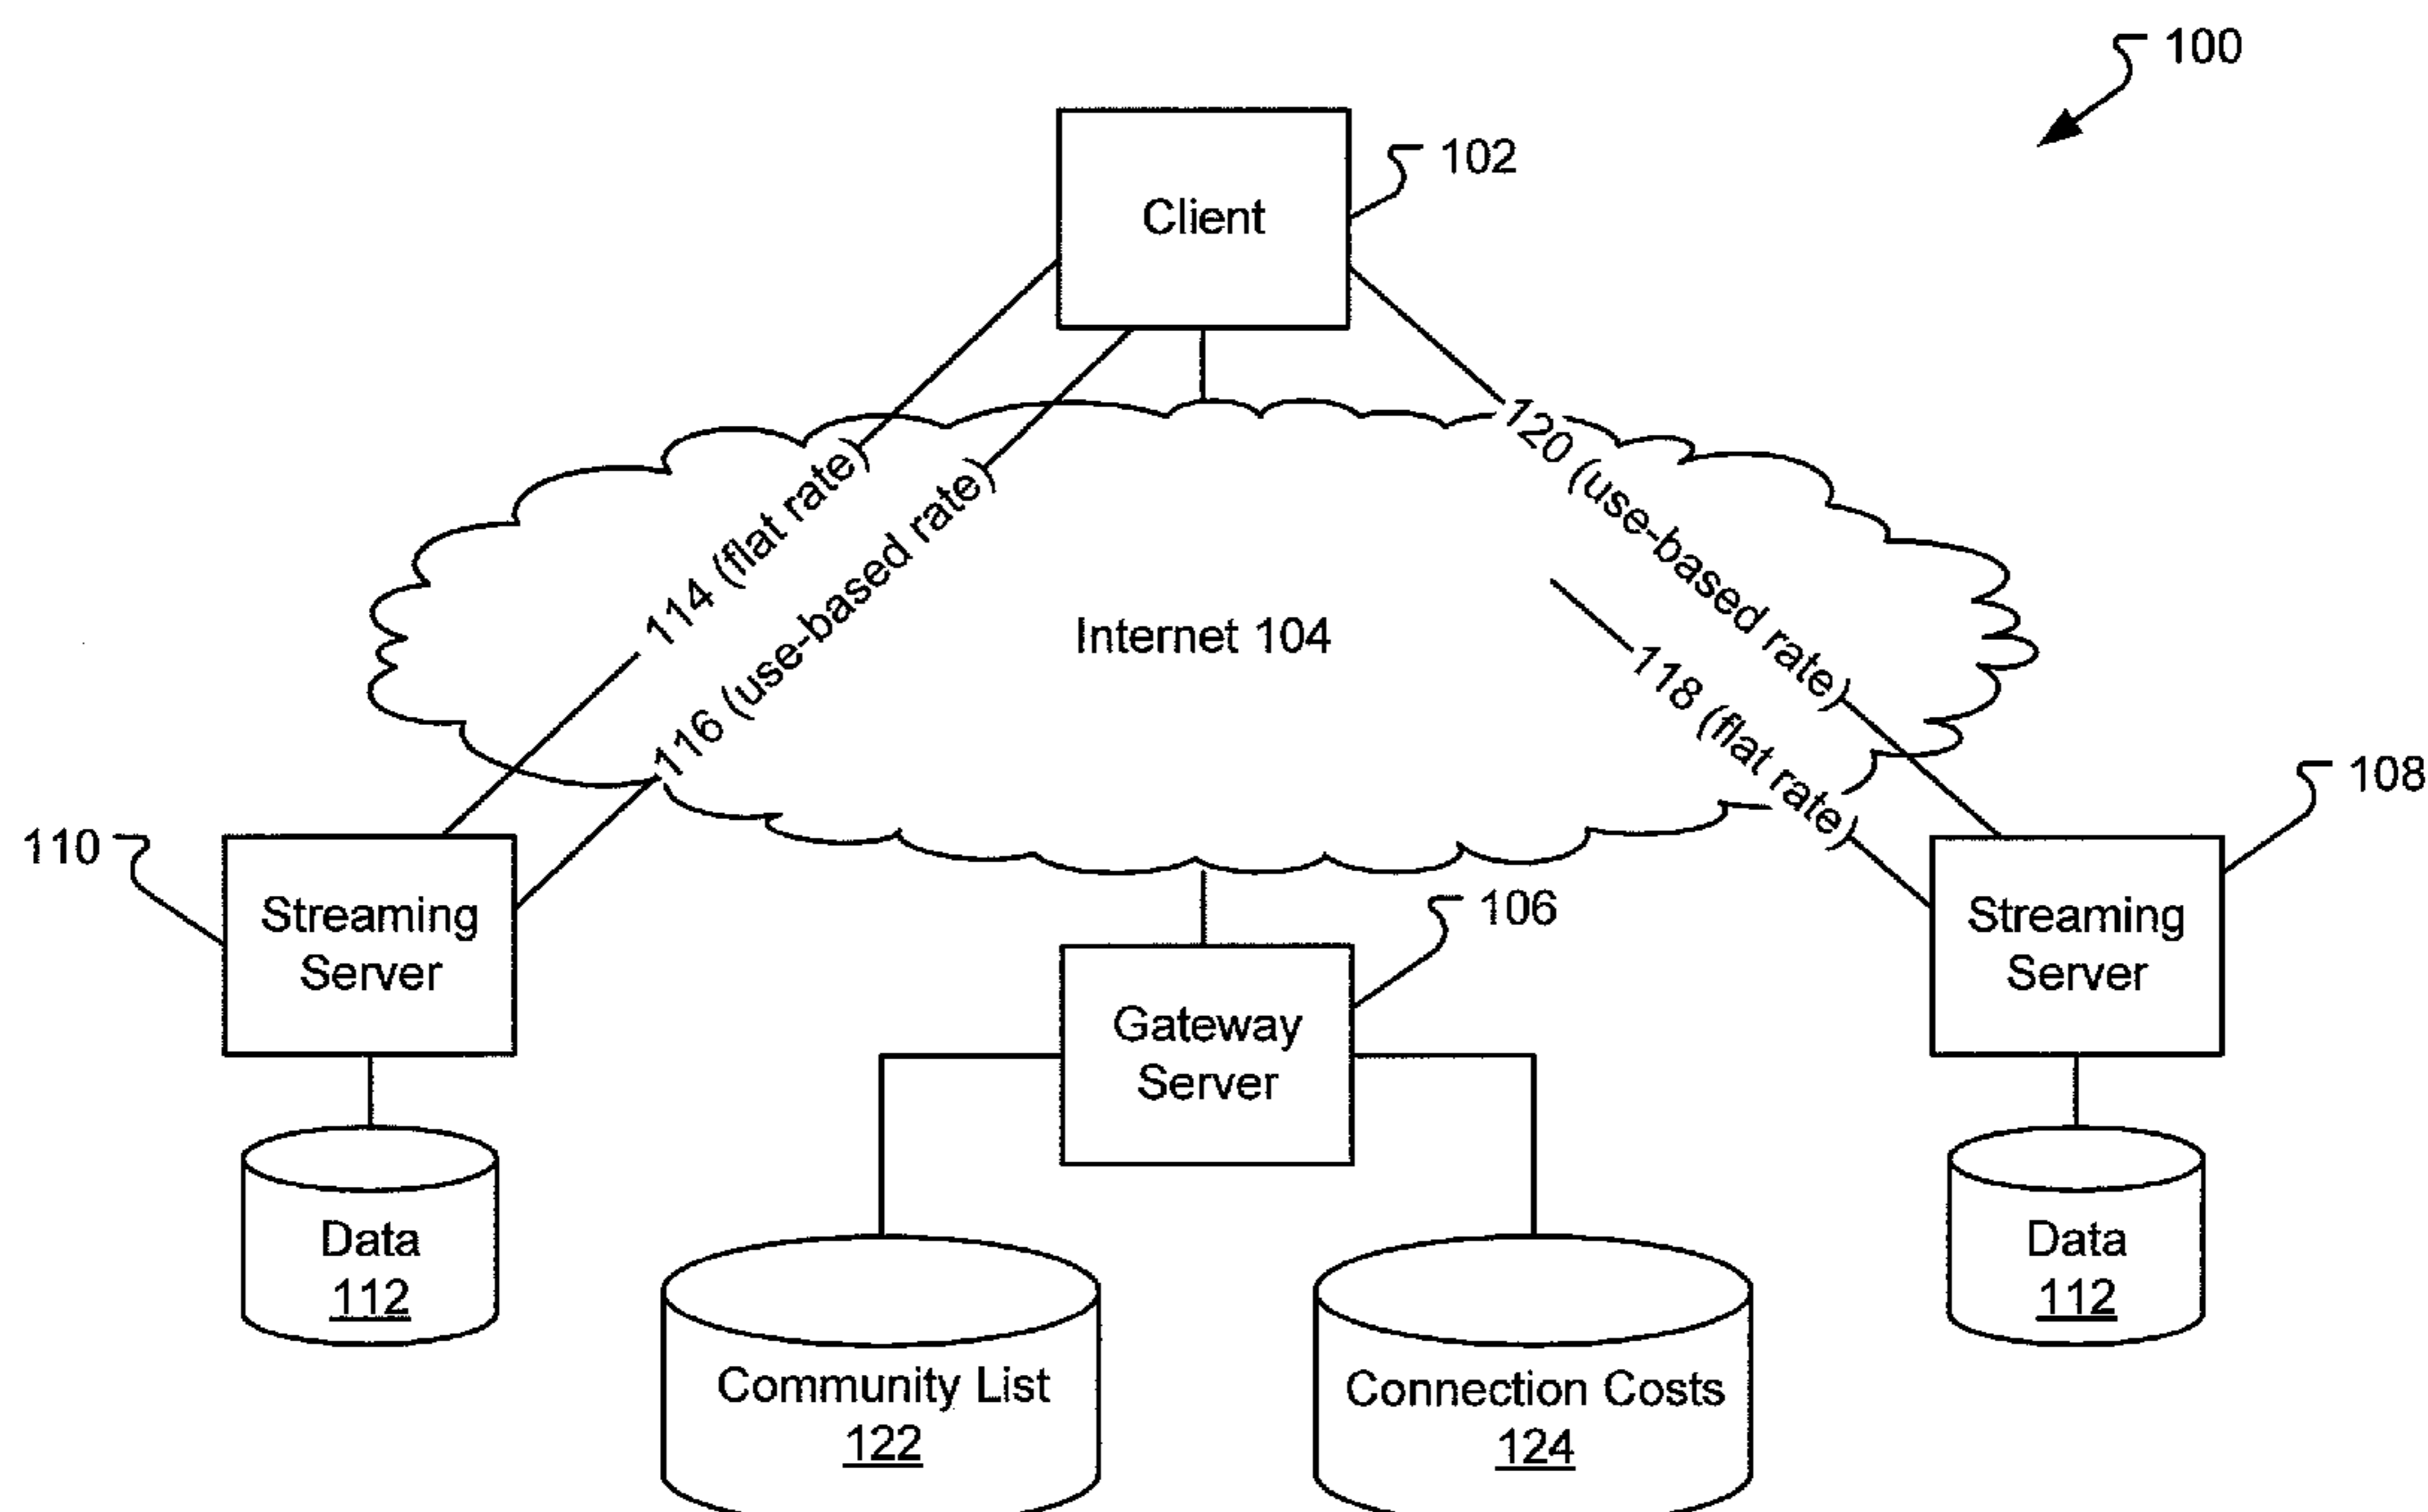 100
102
Client
120 (use-based rate)
114 (flat rate)
116 (use-based rate)
Internet 104
118 (flat rate)
108
110
Streaming
Server
106
Streaming
Server
Gateway
Server
Data
112
Data
112
Community List
122
Connection Costs
124